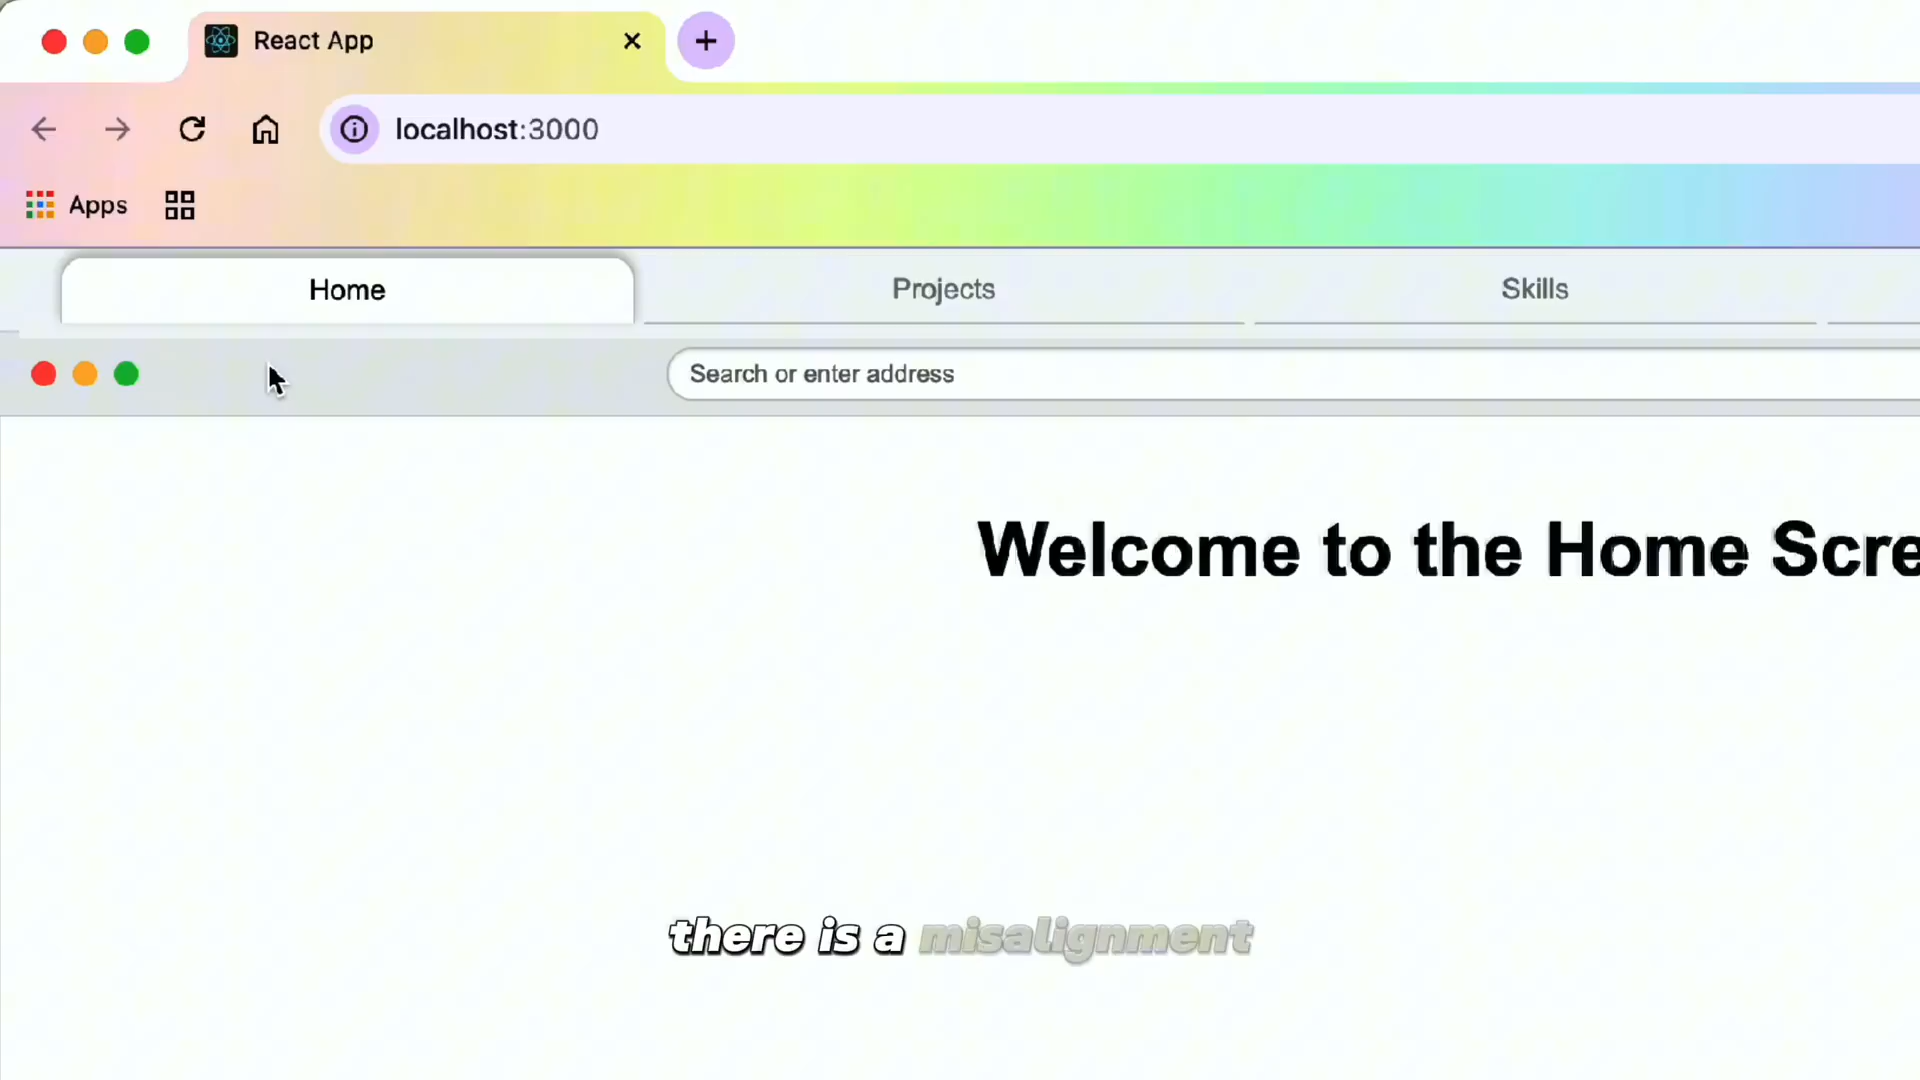 React App
localhost:3000
Apps
Home Projects Skills
Search or enter address
Welcome to the Home Scre
there is a misalignment